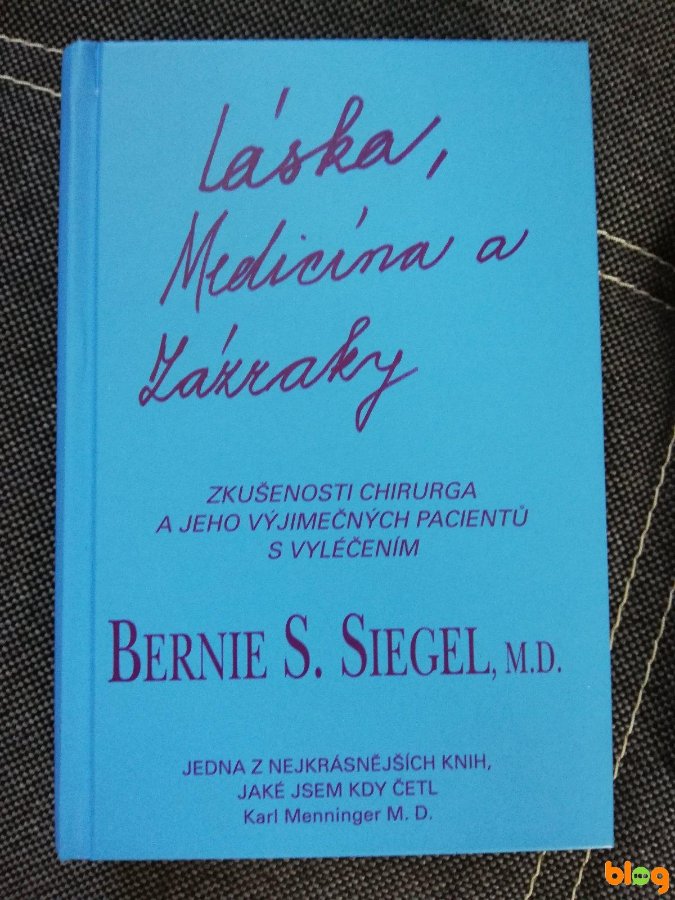 Láska,
Medicína a
Zázraky
ZKUŠENOSTI CHIRURGA
A JEHO VÝJIMEČNÝCH PACIENTŮ
S VYLÉČENÍM
BERNIE S. SIEGEL, M.D.
JEDNA Z NEJKRÁSNĚJŠÍCH KNIH,
JAKÉ JSEM KDY ČETL
Karl Menninger M. D.
blog